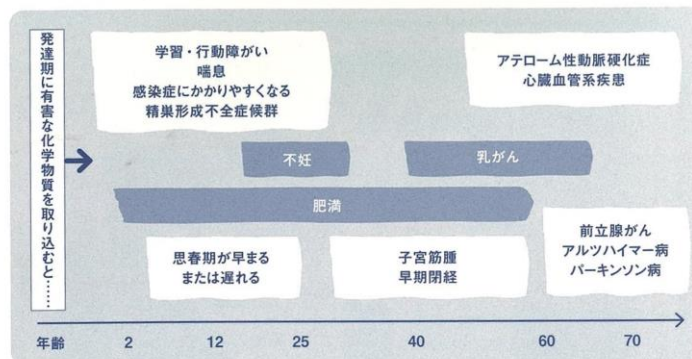 発達期に有害な化学物質を取り込むと……
学習・行動障がい
喘息
感染症にかかりやすくなる
精巣形成不全症候群
アテローム性動脈硬化症
心臓血管系疾患
不妊
乳がん
肥満
思春期が早まる
または遅れる
子宮筋腫
早期閉経
前立腺がん
アルツハイマー病
パーキンソン病
年齢 2 12 25 40 60 70